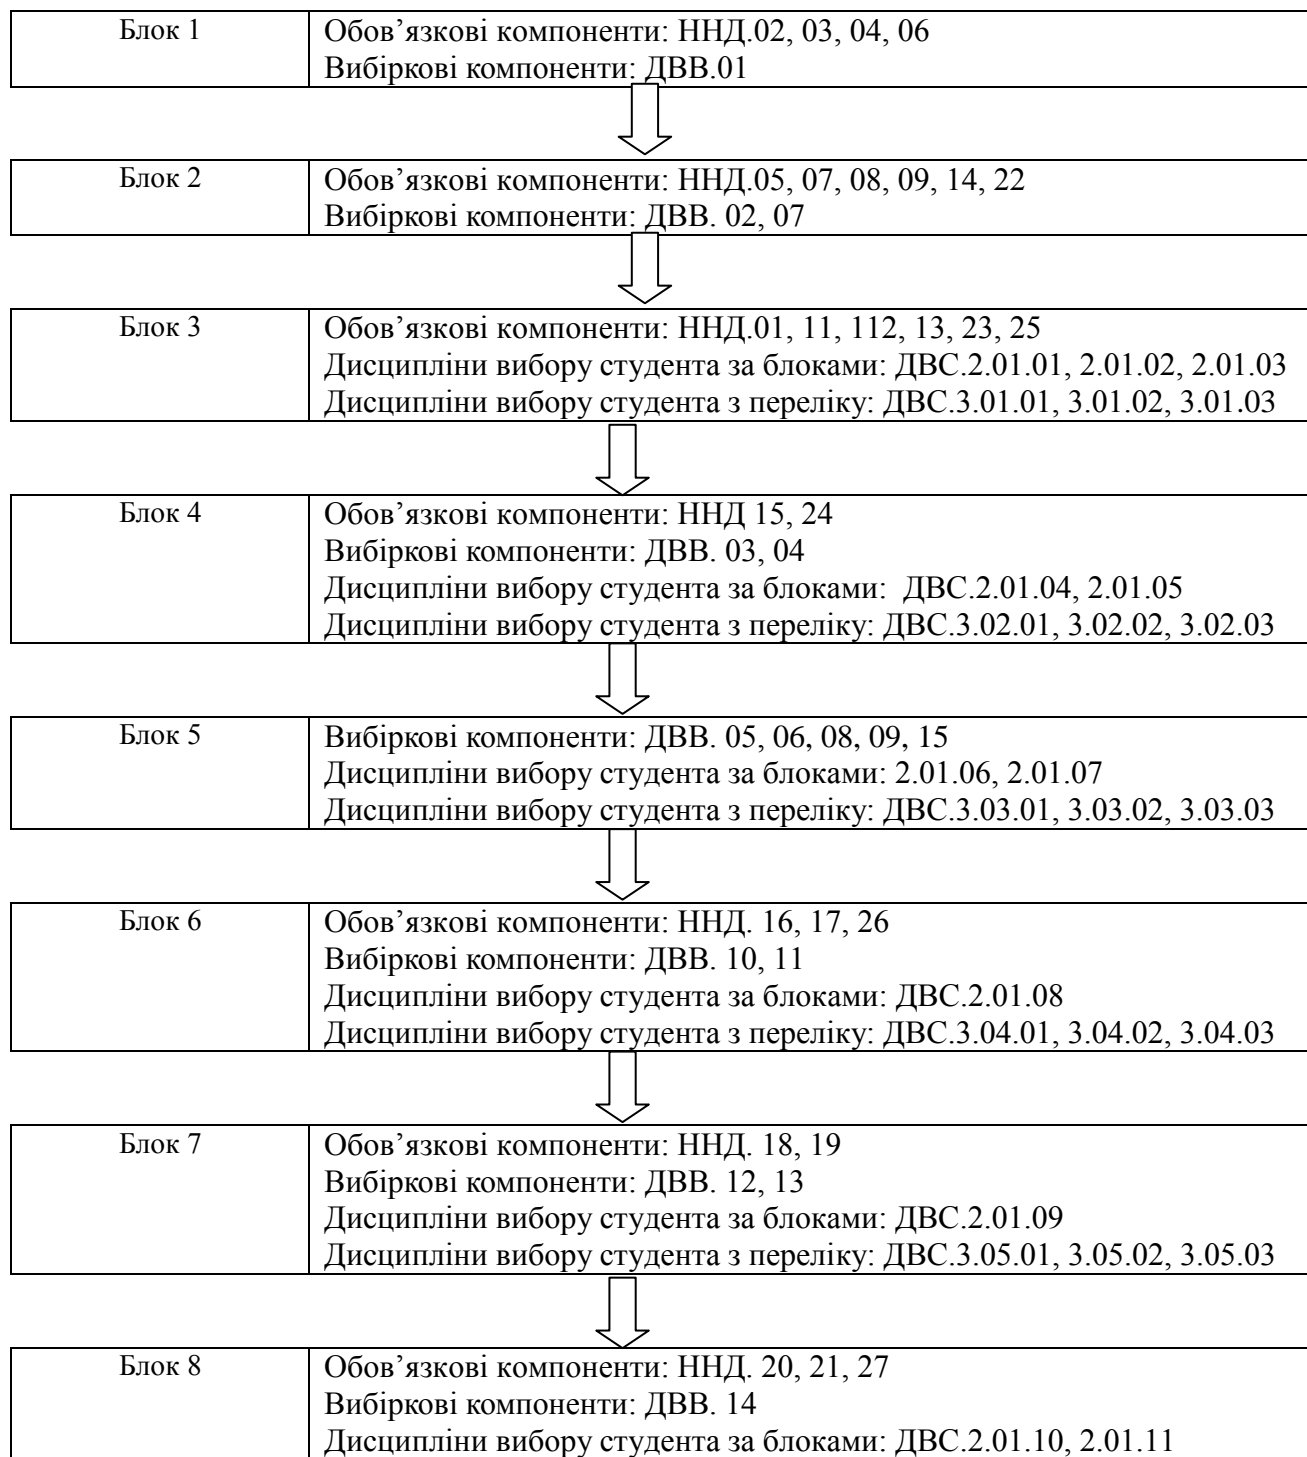 Блок 1
Обов’язкові компоненти: ННД.02, 03, 04, 06
Вибіркові компоненти: ДВВ.01
Блок 2
Обов’язкові компоненти: ННД.05, 07, 08, 09, 14, 22
Вибіркові компоненти: ДВВ. 02, 07
Блок 3
Обов’язкові компоненти: ННД.01, 11, 112, 13, 23, 25
Дисципліни вибору студента за блоками: ДВС.2.01.01, 2.01.02, 2.01.03
Дисципліни вибору студента з переліку: ДВС.3.01.01, 3.01.02, 3.01.03
Блок 4
Обов’язкові компоненти: ННД 15, 24
Вибіркові компоненти: ДВВ. 03, 04
Дисципліни вибору студента за блоками: ДВС.2.01.04, 2.01.05
Дисципліни вибору студента з переліку: ДВС.3.02.01, 3.02.02, 3.02.03
Блок 5
Вибіркові компоненти: ДВВ. 05, 06, 08, 09, 15
Дисципліни вибору студента за блоками: 2.01.06, 2.01.07
Дисципліни вибору студента з переліку: ДВС.3.03.01, 3.03.02, 3.03.03
Блок 6
Обов’язкові компоненти: ННД. 16, 17, 26
Вибіркові компоненти: ДВВ. 10, 11
Дисципліни вибору студента за блоками: ДВС.2.01.08
Дисципліни вибору студента з переліку: ДВС.3.04.01, 3.04.02, 3.04.03
Блок 7
Обов’язкові компоненти: ННД. 18, 19
Вибіркові компоненти: ДВВ. 12, 13
Дисципліни вибору студента за блоками: ДВС.2.01.09
Дисципліни вибору студента з переліку: ДВС.3.05.01, 3.05.02, 3.05.03
Блок 8
Обов’язкові компоненти: ННД. 20, 21, 27
Вибіркові компоненти: ДВВ. 14
Дисципліни вибору студента за блоками: ДВС.2.01.10, 2.01.11